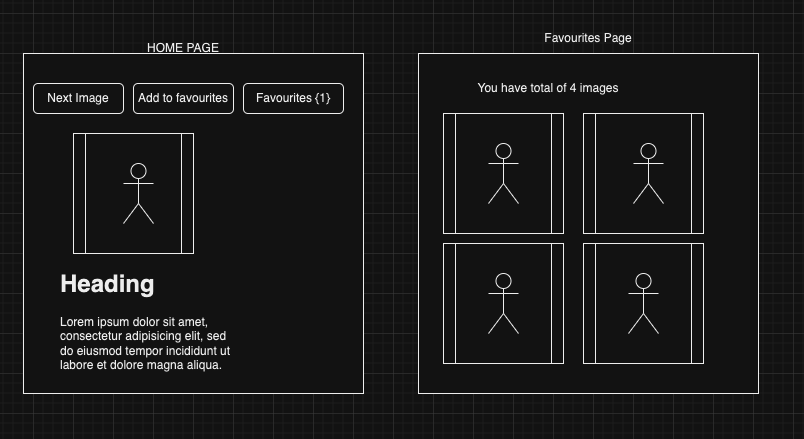 HOME PAGE
Next Image
Add to favourites
Favourites {1}
Heading
Lorem ipsum dolor sit amet,
consectetur adipisicing elit, sed
do eiusmod tempor incididunt ut
labore et dolore magna aliqua.
Favourites Page
You have total of 4 images